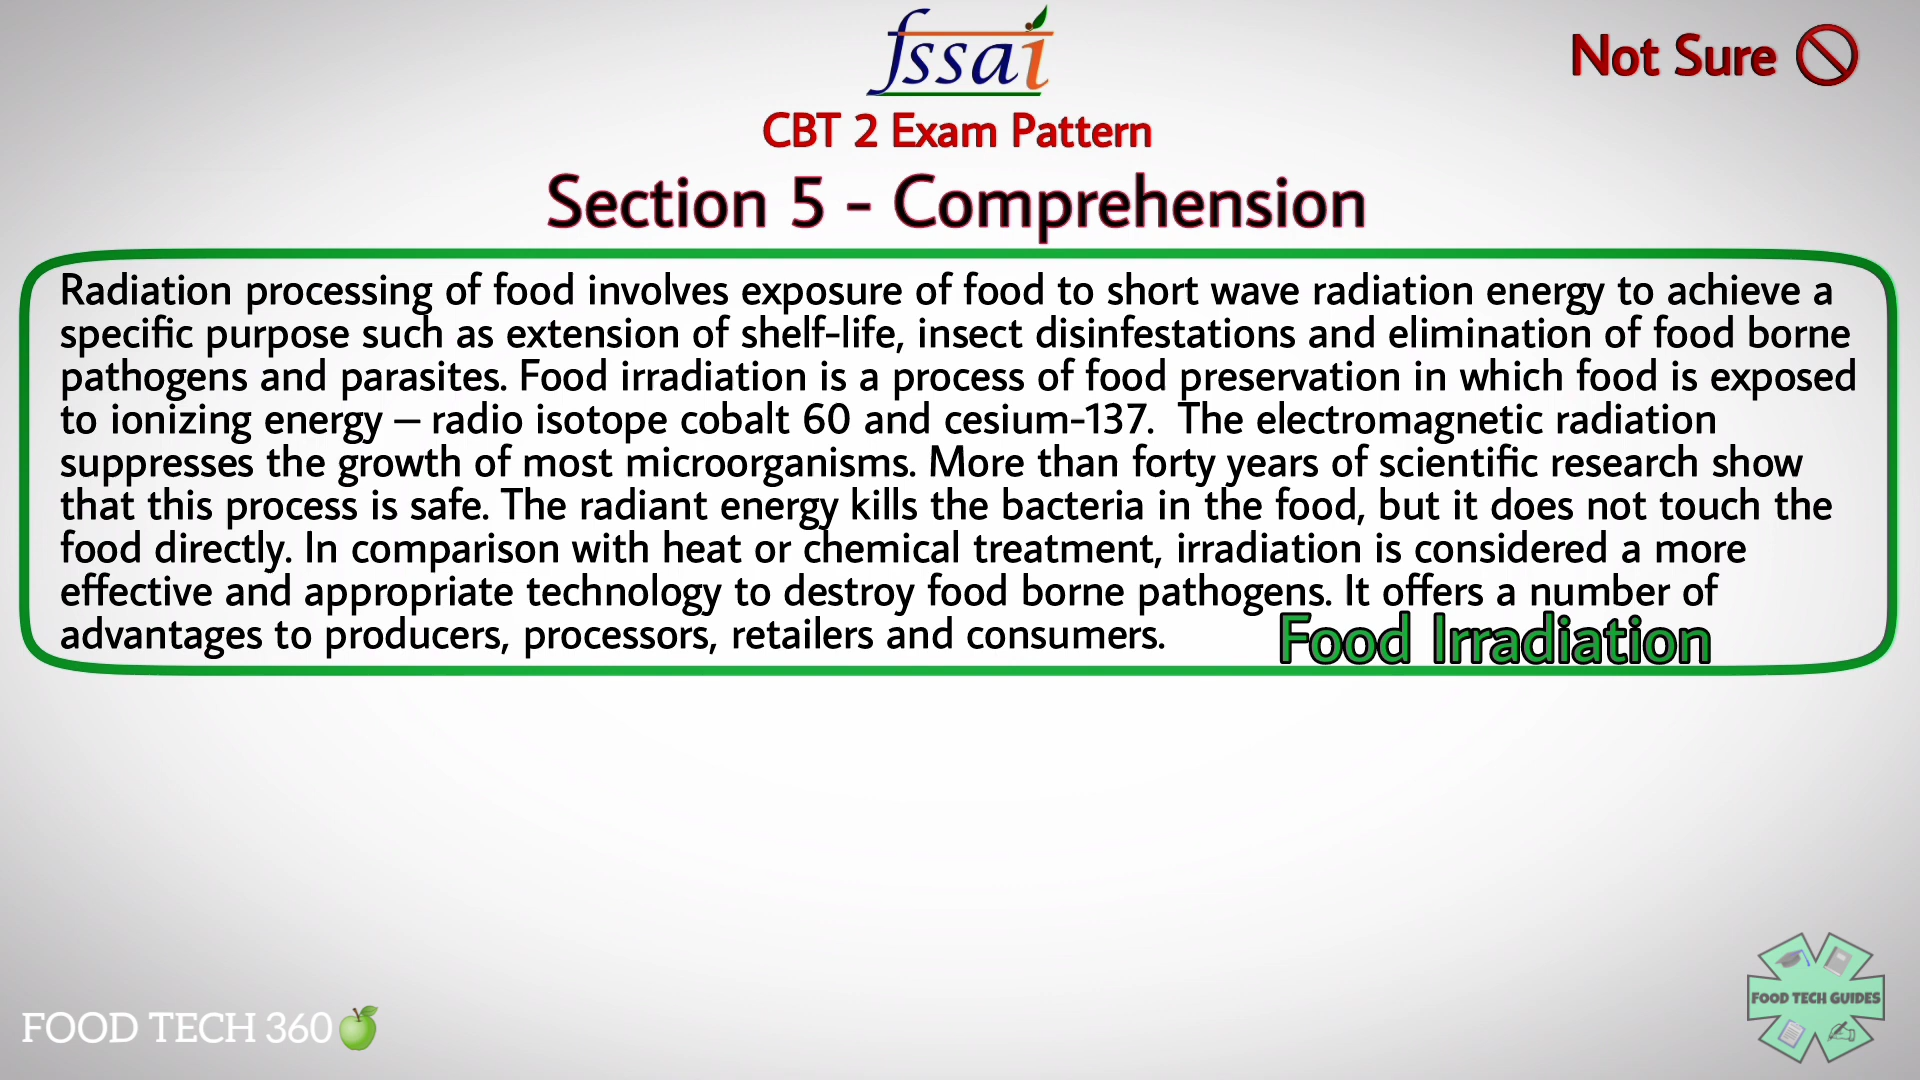 fssai
Not Sure
CBT 2 Exam Pattern
Section 5 - Comprehension
Radiation processing of food involves exposure of food to short wave radiation energy to achieve a
specific purpose such as extension of shelf-life, insect disinfestations and elimination of food borne
pathogens and parasites. Food irradiation is a process of food preservation in which food is exposed
to ionizing energy – radio isotope cobalt 60 and cesium-137.  The electromagnetic radiation
suppresses the growth of most microorganisms. More than forty years of scientific research show
that this process is safe. The radiant energy kills the bacteria in the food, but it does not touch the
food directly. In comparison with heat or chemical treatment, irradiation is considered a more
effective and appropriate technology to destroy food borne pathogens. It offers a number of
advantages to producers, processors, retailers and consumers.
Food Irradiation
FOOD TECH GUIDES
FOOD TECH 360